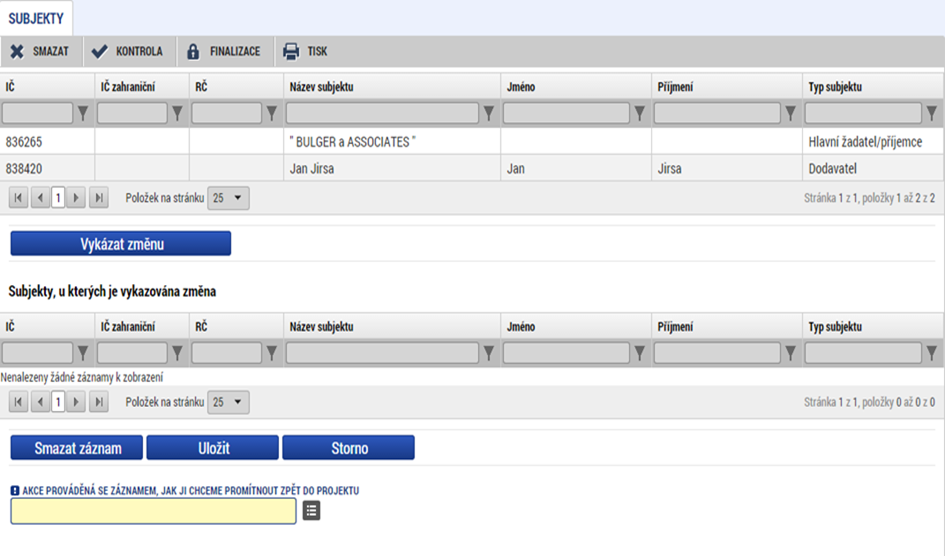 SUBJEKTY
SMAZAT KONTROLA FINALIZACE TISK
IČ IČ zahraniční RČ Název subjektu Jméno Příjmení Typ subjektu
836265 " BULGER a ASSOCIATES " Hlavní žadatel/příjemce
838420 Jan Jirsa Jan Jirsa Dodavatel
1 Položek na stránku 25 Stránka 1 z 1, položky 1 až 2 z 2
Vykázat změnu
Subjekty, u kterých je vykazována změna
IČ IČ zahraniční RČ Název subjektu Jméno Příjmení Typ subjektu
Nenalezeny žádné záznamy k zobrazení
1 Položek na stránku 25 Stránka 1 z 1, položky 0 až 0 z 0
Smazat záznam Uložit Storno
AKCE PROVÁDĚNÁ SE ZÁZNAMEM, JAK JI CHCEME PROMÍTNOUT ZPĚT DO PROJEKTU